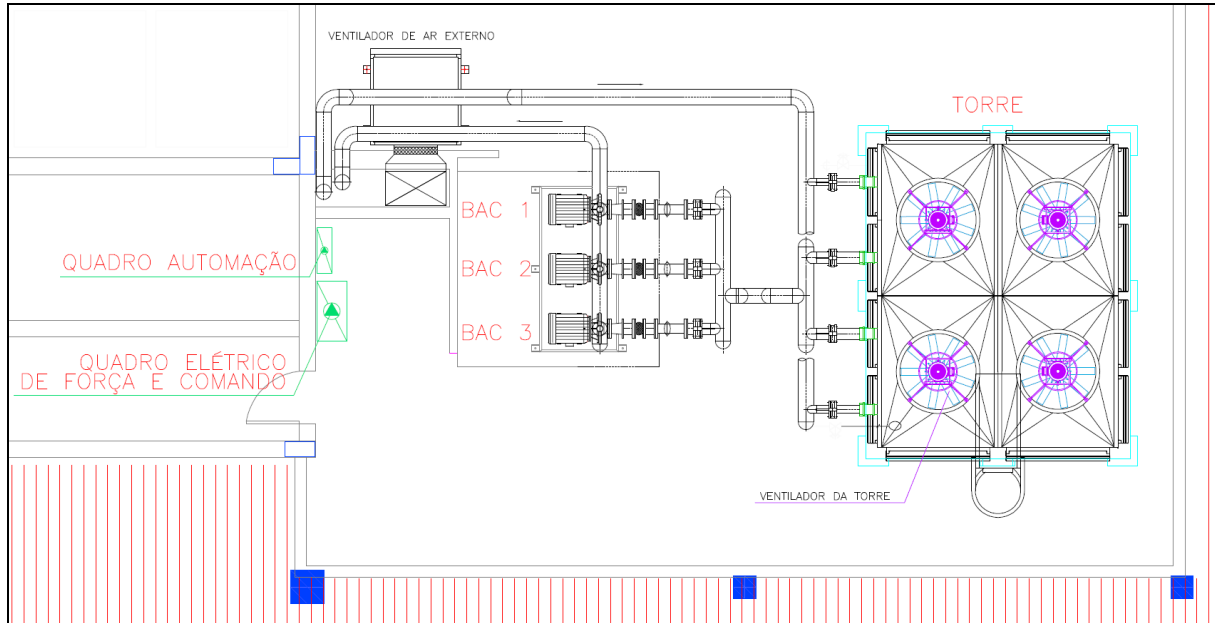 VENTILADOR DE AR EXTERNO
TORRE
BAC 1
QUADRO AUTOMAÇÃO
BAC 2
BAC 3
QUADRO ELÉTRICO
DE FORÇA E COMANDO
VENTILADOR DA TORRE